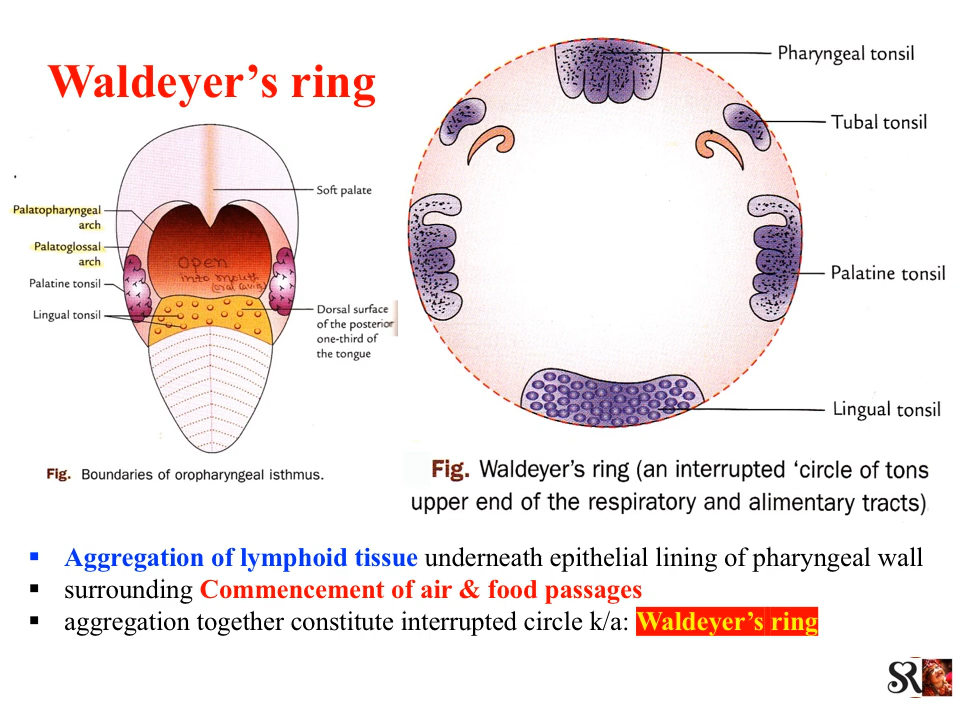 Waldeyer’s ring
Soft palate
Palatopharyngeal
arch
Palatoglossal
arch
Palatine tonsil
Lingual tonsil
open
into mouth
(oral cavity)
Dorsal surface
of the posterior
one-third of
the tongue
Fig. Boundaries of oropharyngeal isthmus.
Pharyngeal tonsil
Tubal tonsil
Palatine tonsil
Lingual tonsil
Fig. Waldeyer’s ring (an interrupted ‘circle of tons
upper end of the respiratory and alimentary tracts)
▪ Aggregation of lymphoid tissue underneath epithelial lining of pharyngeal wall
▪ surrounding Commencement of air & food passages
▪ aggregation together constitute interrupted circle k/a: Waldeyer’s ring
SR